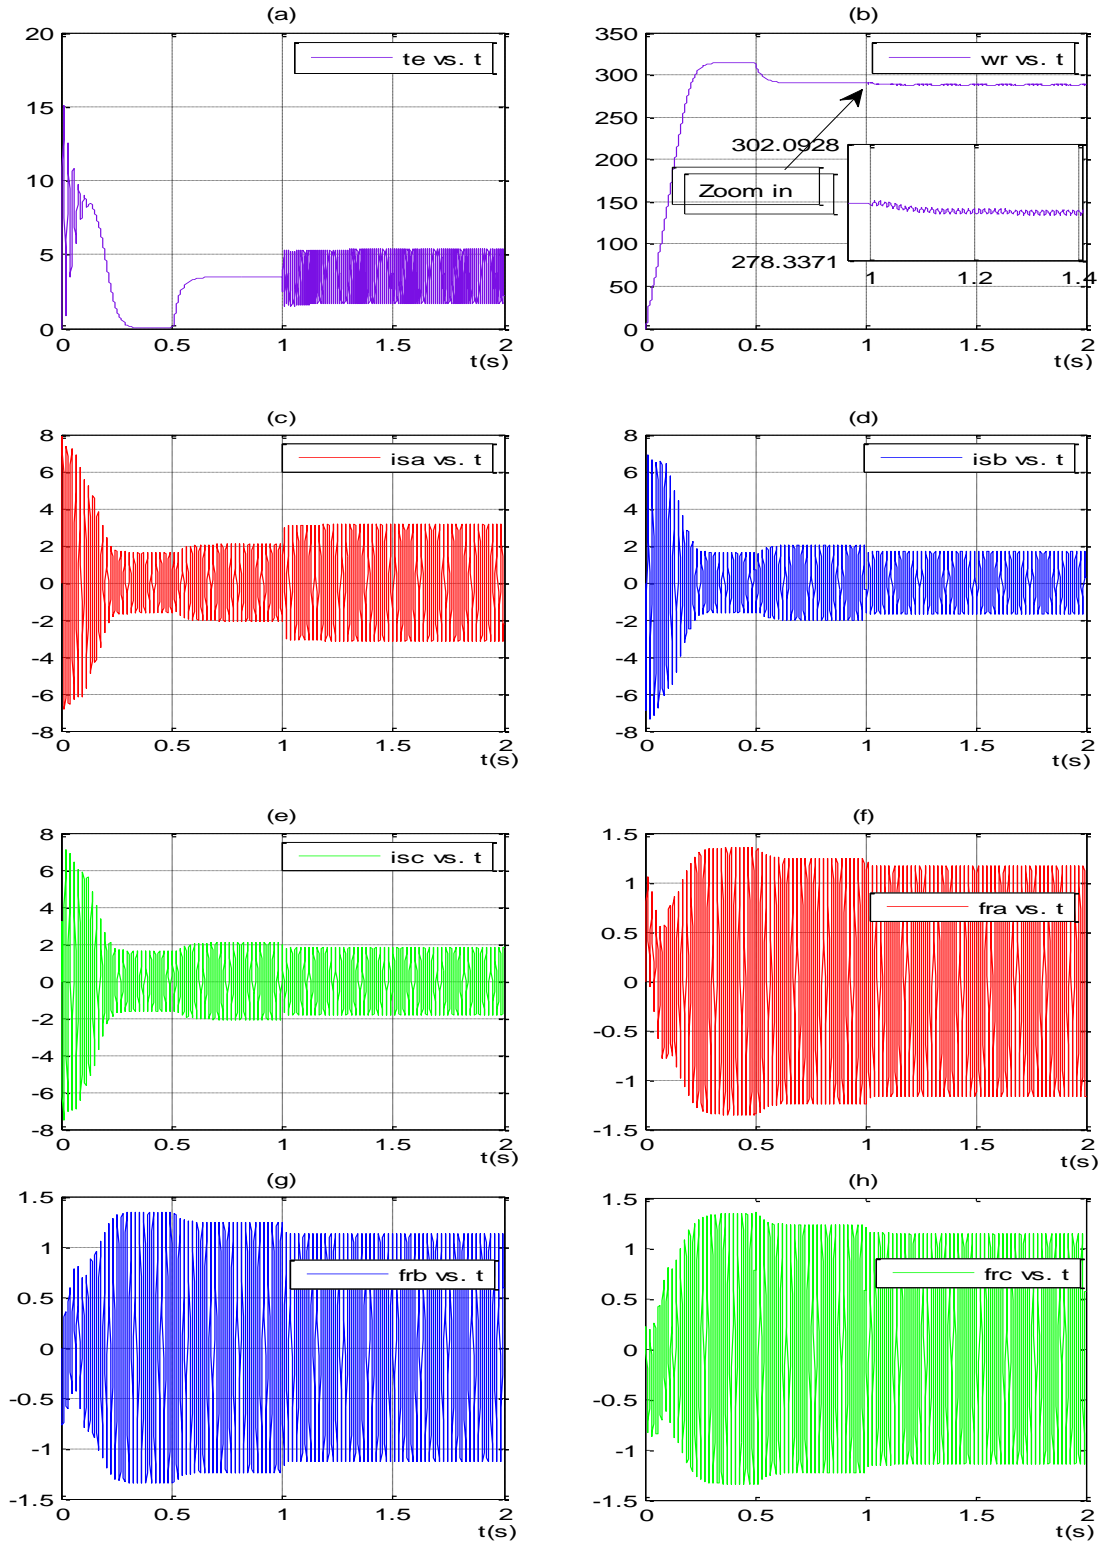 (a)
20
15
10
5
0
te vs. t
0 0.5 1 1.5 2
t(s)
(b)
350
300
250
200
150
100
50
0
wr vs. t
302.0928
Zoom in
278.3371
1 1.2 1.4
0 0.5 1 1.5 2
t(s)
(c)
8
6
4
2
0
-2
-4
-6
-8
isa vs. t
0 0.5 1 1.5 2
t(s)
(d)
8
6
4
2
0
-2
-4
-6
-8
isb vs. t
0 0.5 1 1.5 2
t(s)
(e)
8
6
4
2
0
-2
-4
-6
-8
isc vs. t
0 0.5 1 1.5 2
t(s)
(f)
1.5
1
0.5
0
-0.5
-1
-1.5
fra vs. t
0 0.5 1 1.5 2
t(s)
(g)
1.5
1
0.5
0
-0.5
-1
-1.5
frb vs. t
0 0.5 1 1.5 2
t(s)
(h)
1.5
1
0.5
0
-0.5
-1
-1.5
frc vs. t
0 0.5 1 1.5 2
t(s)